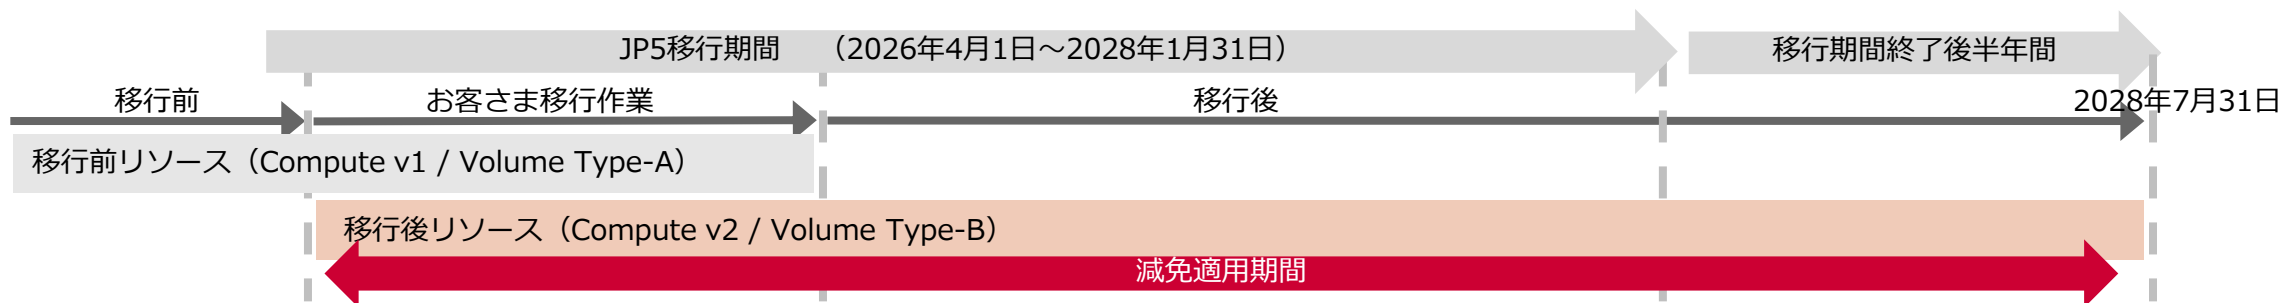 JP5移行期間　（2026年4月1日～2028年1月31日）
移行期間終了後半年間
移行前
お客さま移行作業
移行後
2028年7月31日
移行前リソース（Compute v1 / Volume Type-A）
移行後リソース（Compute v2 / Volume Type-B）
減免適用期間